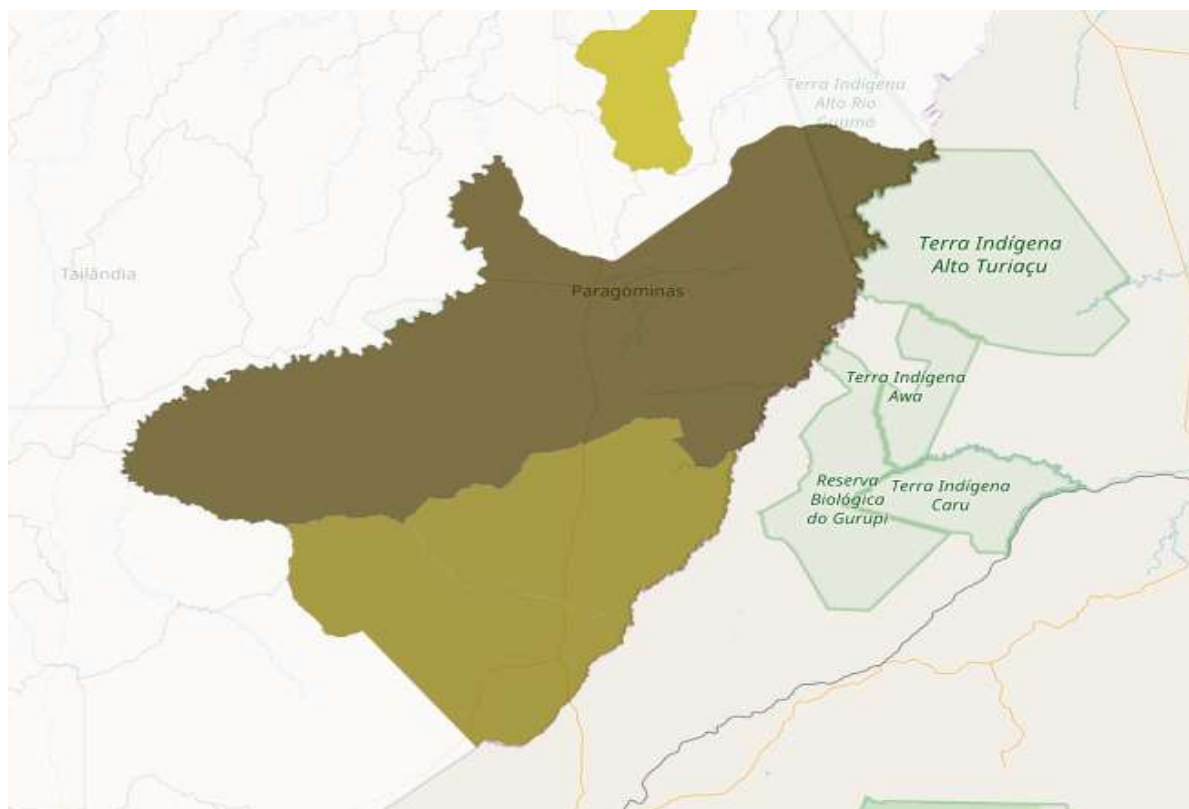 Terra Indígena
Alto Rio
Guamá
Terra Indígena
Alto Turiaçu
Tailândia
Paragominas
Terra Indígena
Awa
Reserva
Biológica
do Gurupi
Terra Indígena
Caru